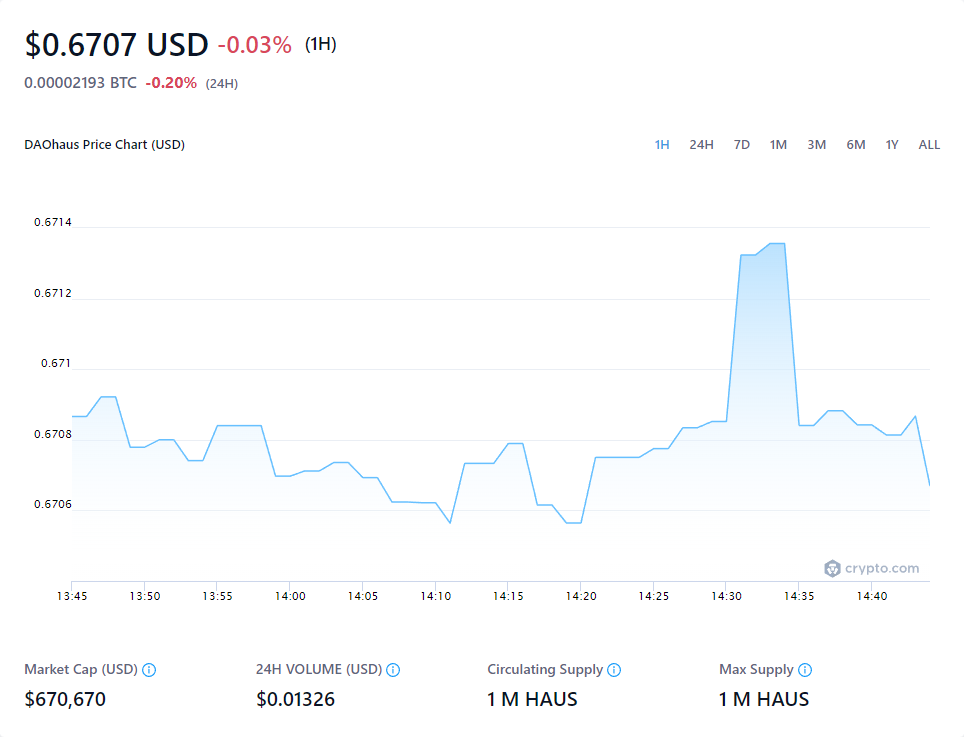 $0.6707 USD -0.03% (1H)
0.00002193 BTC -0.20% (24H)
DAOhaus Price Chart (USD) 1H 24H 7D 1M 3M 6M 1Y ALL
0.6714
0.6712
0.671
0.6708
0.6706
crypto.com
13:45 13:50 13:55 14:00 14:05 14:10 14:15 14:20 14:25 14:30 14:35 14:40
Market Cap (USD) 24H VOLUME (USD) Circulating Supply Max Supply
$670,670 $0.01326 1 M HAUS 1 M HAUS